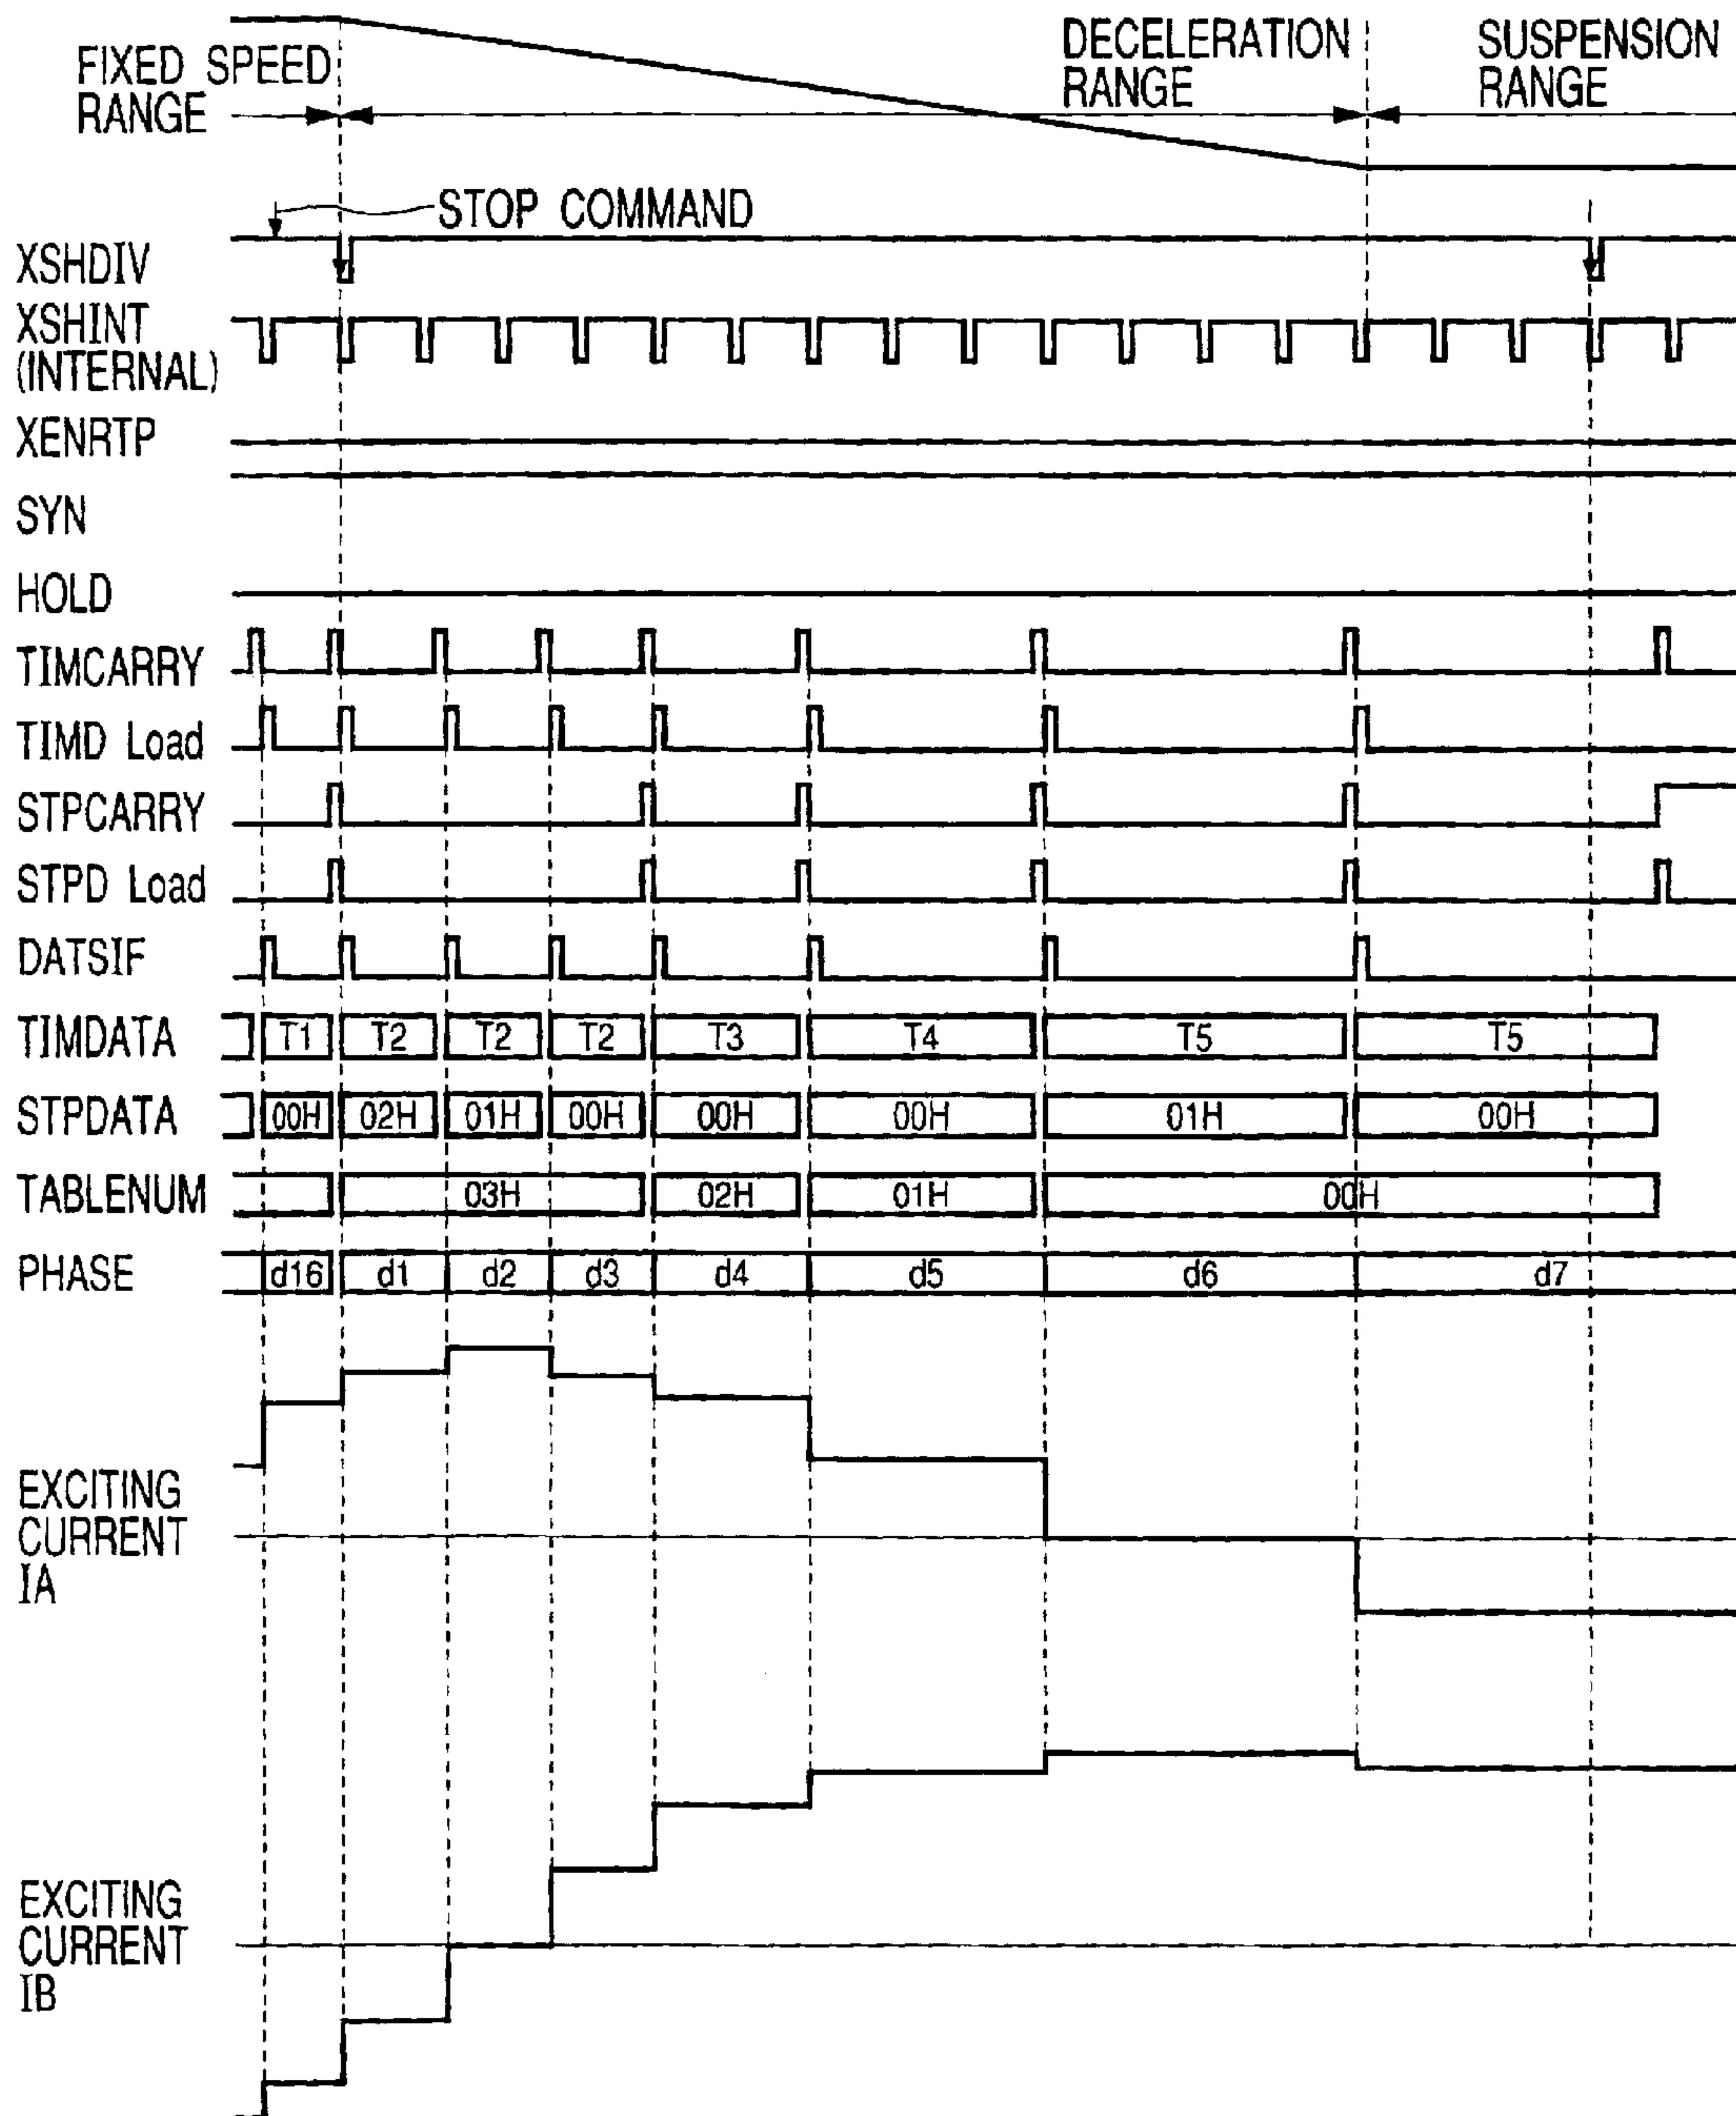 FIXED SPEED
RANGE
DECELERATION
RANGE
SUSPENSION
RANGE
STOP COMMAND
XSHDIV
XSHINT
(INTERNAL)
XENRTP
SYN
HOLD
TIMCARRY
TIMD Load
STPCARRY
STPD Load
DATSIF
TIMDATA T1 T2 T2 T2 T3 T4 T5 T5
STPDATA 00H 02H 01H 00H 00H 00H 01H 00H
TABLENUM 03H 02H 01H 00H
PHASE d16 d1 d2 d3 d4 d5 d6 d7
EXCITING
CURRENT
IA
EXCITING
CURRENT
IB